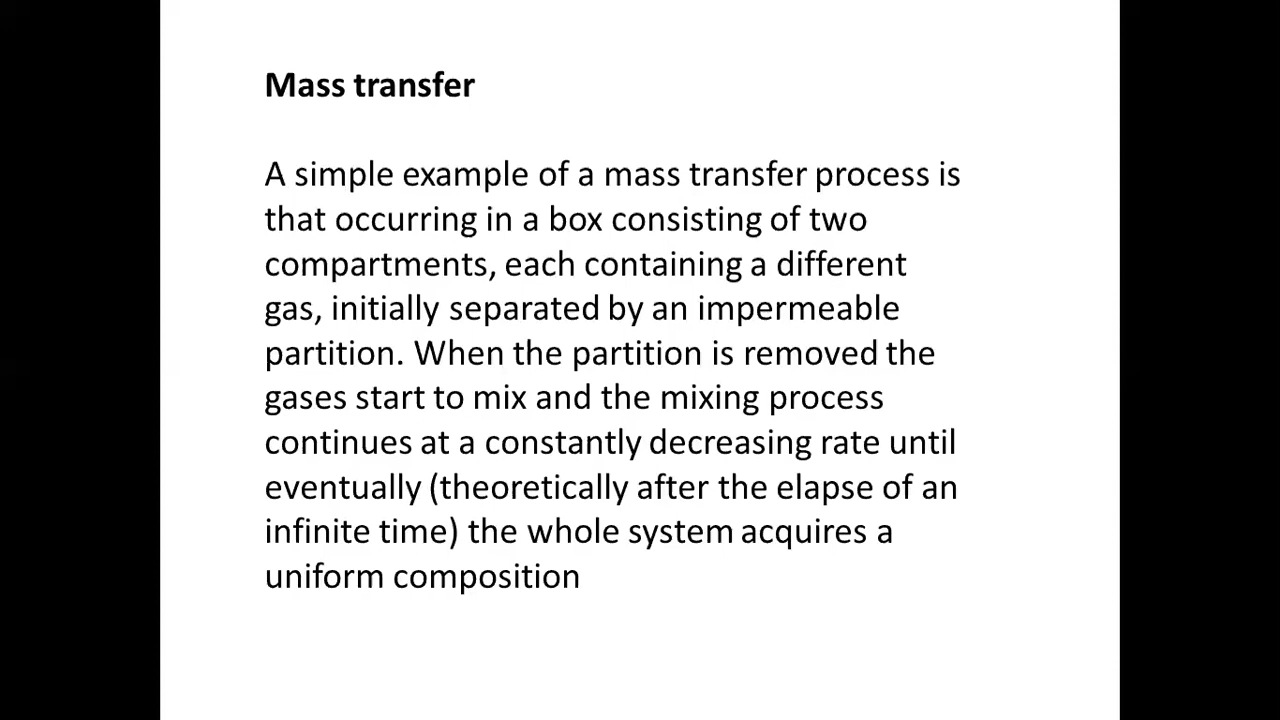 Mass transfer
A simple example of a mass transfer process is
that occurring in a box consisting of two
compartments, each containing a different
gas, initially separated by an impermeable
partition. When the partition is removed the
gases start to mix and the mixing process
continues at a constantly decreasing rate until
eventually (theoretically after the elapse of an
infinite time) the whole system acquires a
uniform composition